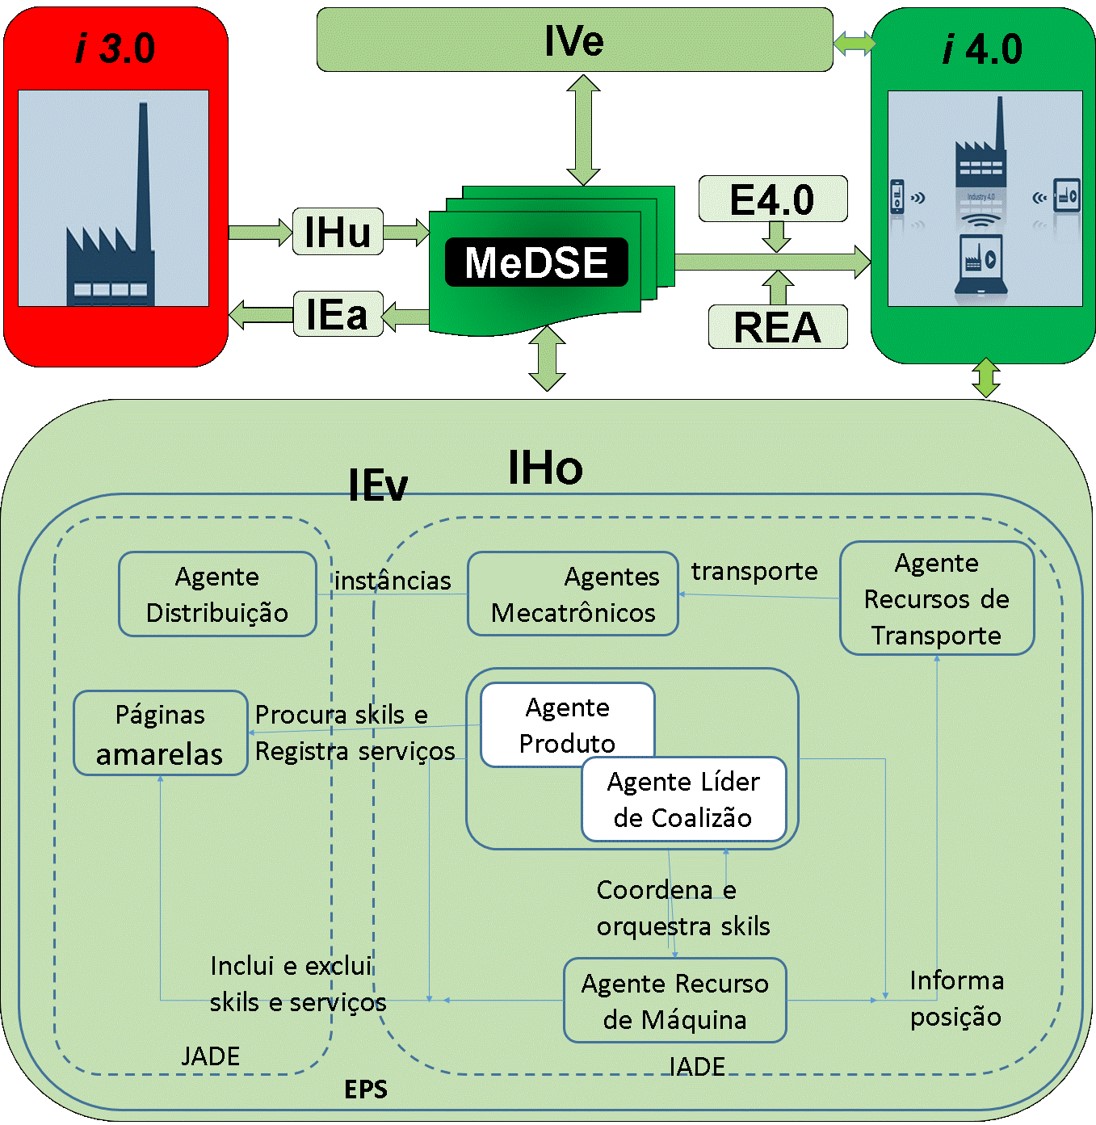 i 3.0
IVe
i 4.0
industry 4.0
IHu
MeDSE
E4.0
IEa
REA
IHo
IEv
Agente
Distribuição
instâncias
Agentes
Mecatrônicos
transporte
Agente
Recursos de
Transporte
Páginas
amarelas
Procura skils e
Registra serviços
Agente
Produto
Agente Líder
de Coalizão
Coordena e
orquestra skils
Inclui e exclui
skils e serviços
Agente Recurso
de Máquina
Informa
posição
JADE
IADE
EPS